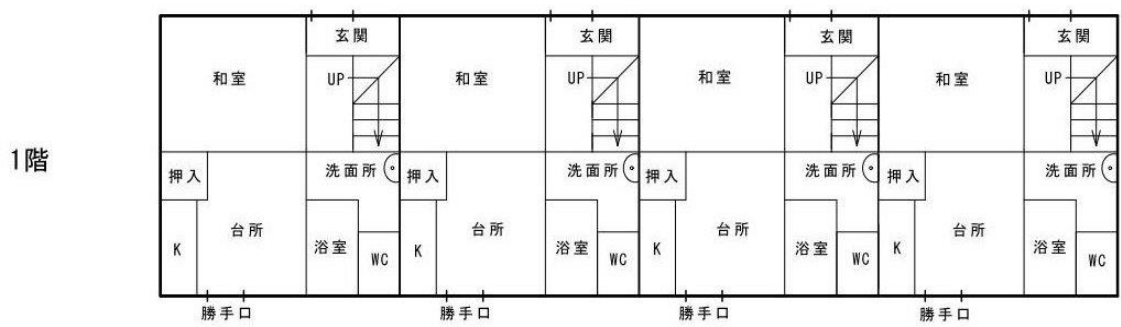 玄関 玄関 玄関 玄関
和室 UP 和室 UP 和室 UP 和室 UP
1階
押入 洗面所 押入 洗面所 押入 洗面所 押入 洗面所
台所 台所 台所 台所
K 浴室 WC K 浴室 WC K 浴室 WC K 浴室 WC
勝手口 勝手口 勝手口 勝手口